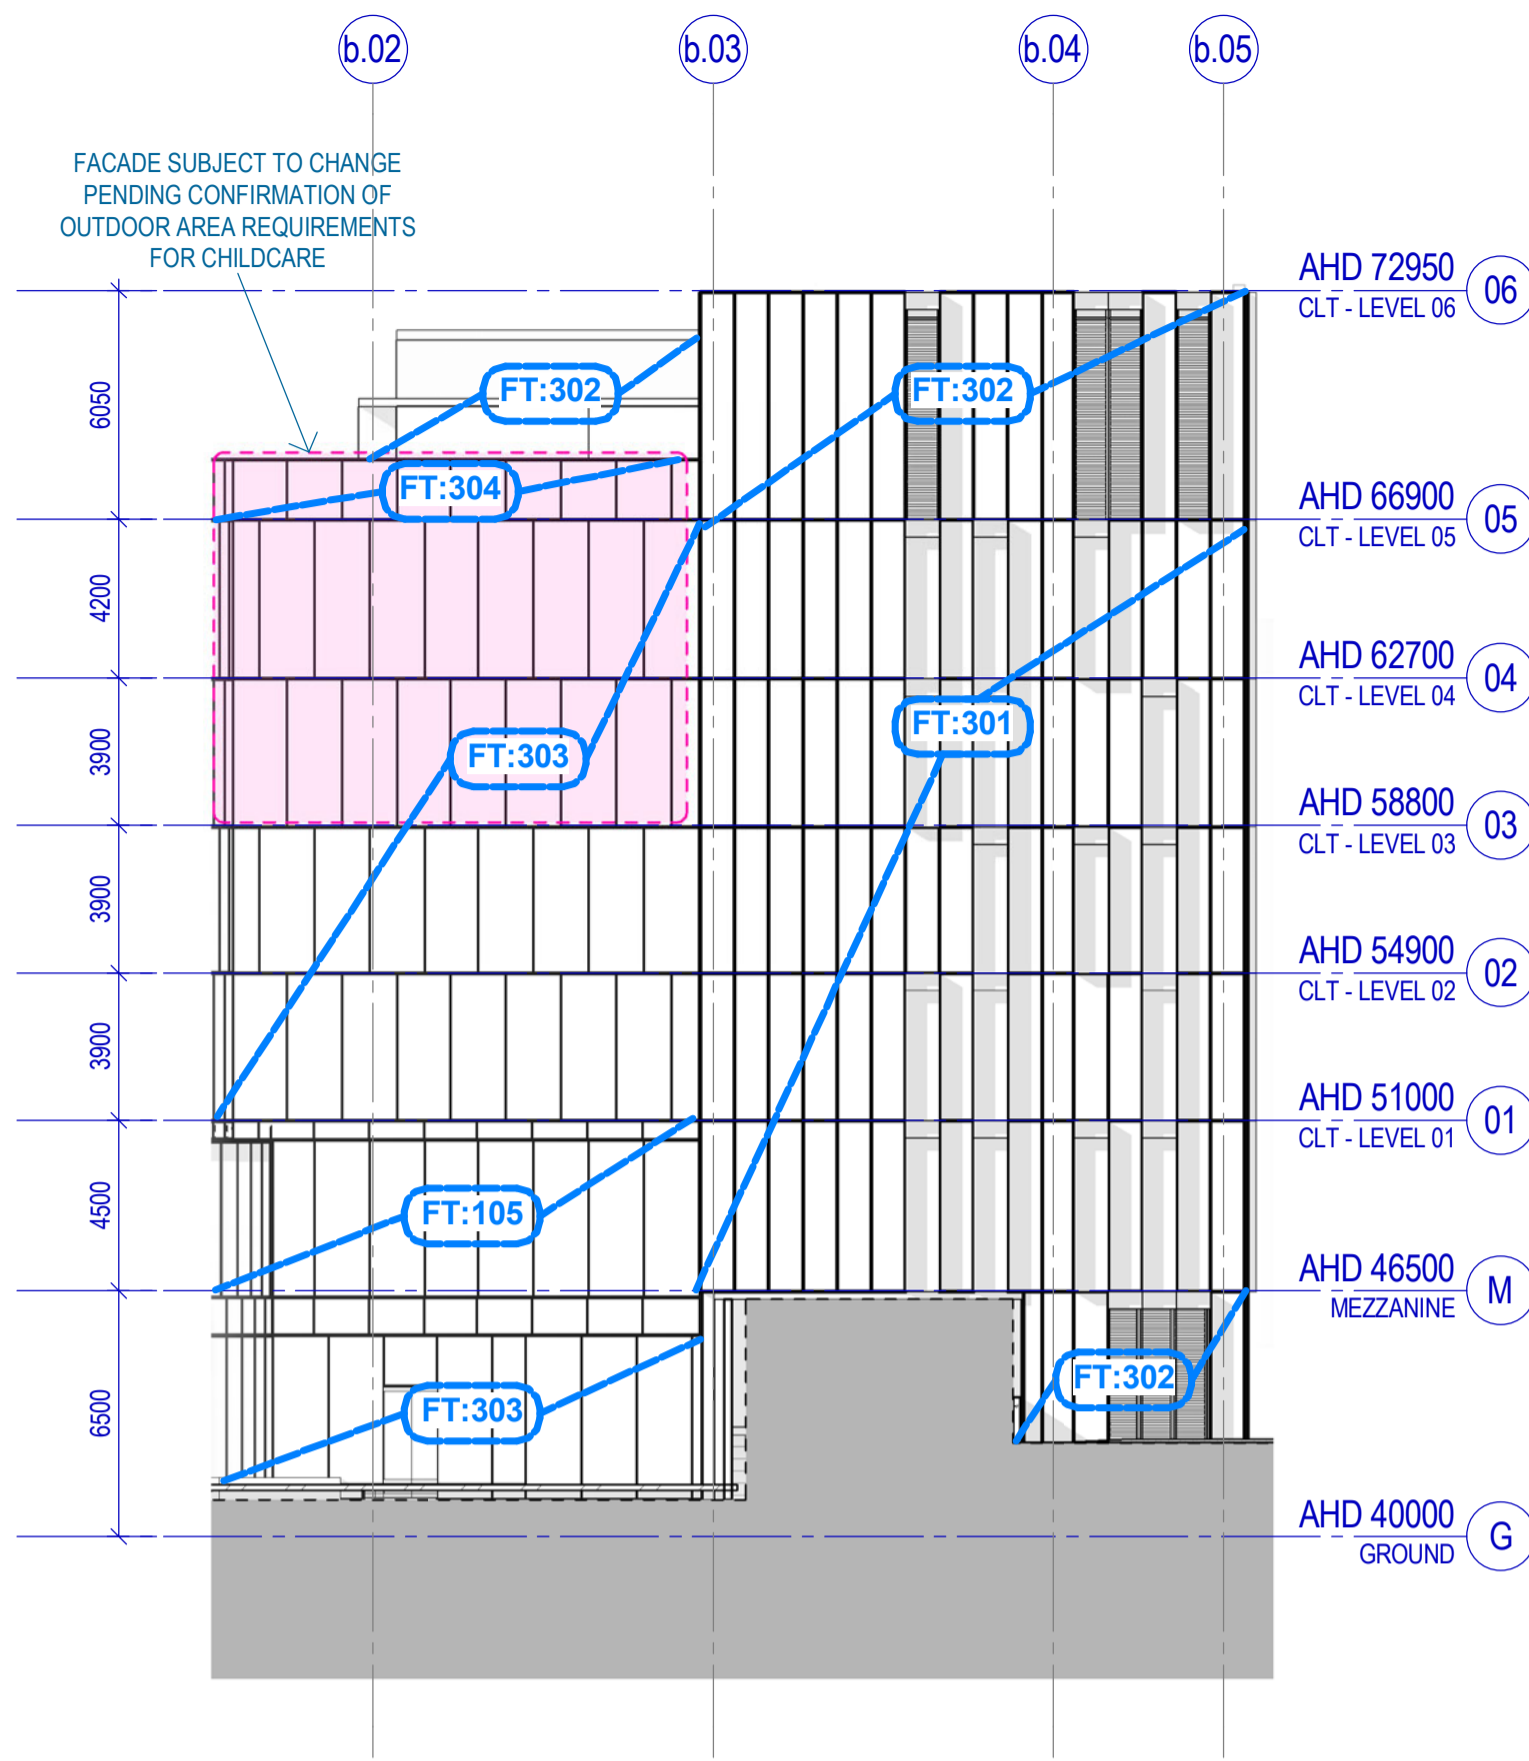 b.02
b.03
b.04
b.05
FACADE SUBJECT TO CHANGE
PENDING CONFIRMATION OF
OUTDOOR AREA REQUIREMENTS
FOR CHILDCARE
AHD 72950
CLT - LEVEL 06
06
6050
FT:302
FT:302
FT:304
AHD 66900
CLT - LEVEL 05
05
4200
AHD 62700
CLT - LEVEL 04
04
3900
FT:303
FT:301
AHD 58800
CLT - LEVEL 03
03
3900
AHD 54900
CLT - LEVEL 02
02
3900
AHD 51000
CLT - LEVEL 01
01
4500
FT:105
AHD 46500
MEZZANINE
M
6500
FT:303
FT:302
AHD 40000
GROUND
G